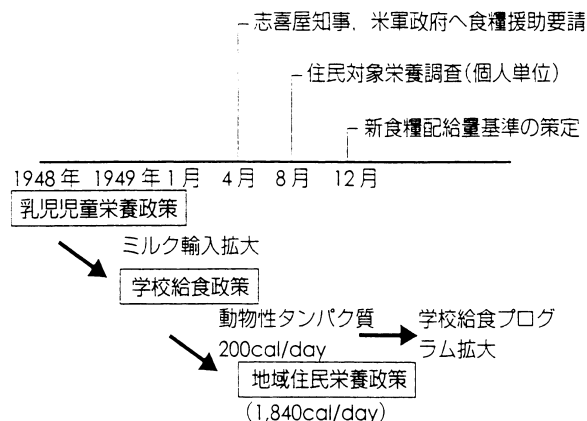 志喜屋知事，米軍政府へ食糧援助要請
住民対象栄養調査(個人単位)
新食糧配給量基準の策定
1948年 1949年1月 4月 8月 12月
乳児児童栄養政策
ミルク輸入拡大
学校給食政策
動物性タンパク質
200cal/day
学校給食プログ
ラム拡大
地域住民栄養政策
(1,840cal/day)